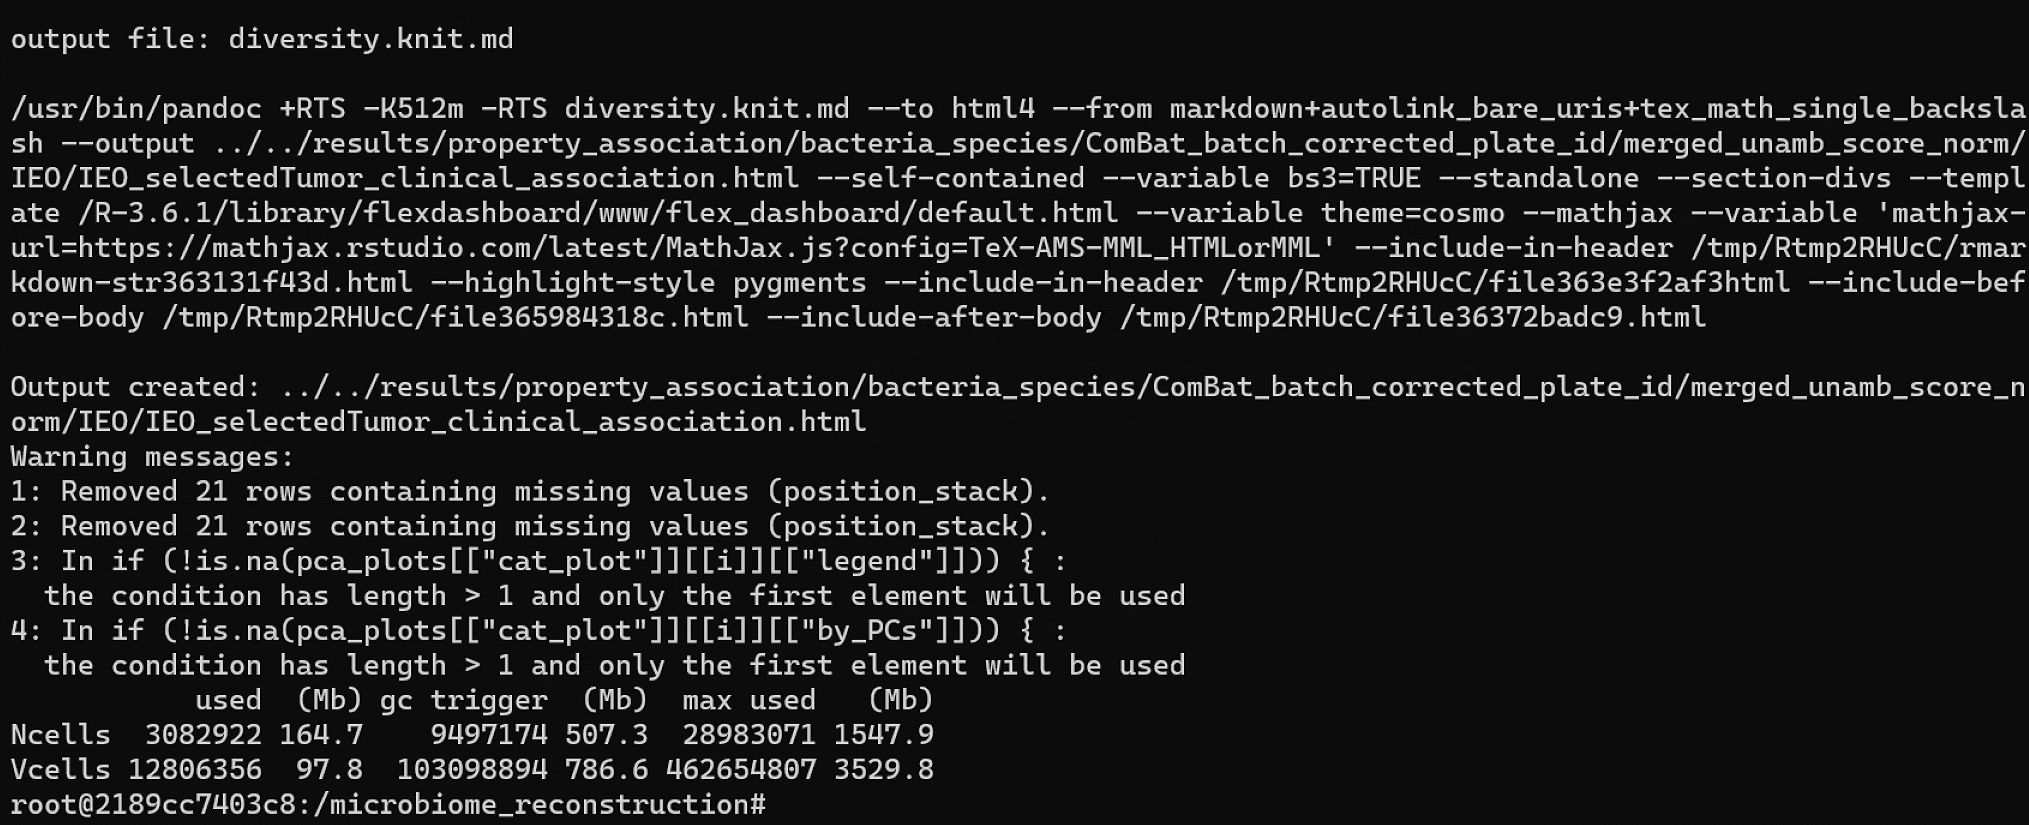 output file: diversity.knit.md
/usr/bin/pandoc +RTS -K512m -RTS diversity.knit.md --to html4 --from markdown+autolink_bare_uris+tex_math_single_backsla
sh --output ../../results/property_association/bacteria_species/ComBat_batch_corrected_plate_id/merged_unamb_score_norm/
IEO/IEO_selectedTumor_clinical_association.html --self-contained --variable bs3=TRUE --standalone --section-divs --templ
ate /R-3.6.1/library/flexdashboard/www/flex_dashboard/default.html --variable theme=cosmo --mathjax --variable 'mathjax-
url=https://mathjax.rstudio.com/latest/MathJax.js?config=TeX-AMS-MML_HTMLorMML' --include-in-header /tmp/Rtmp2RHUcC/rmar
kdown-str363131f43d.html --highlight-style pygments --include-in-header /tmp/Rtmp2RHUcC/file363e3f2af3html --include-bef
ore-body /tmp/Rtmp2RHUcC/file365984318c.html --include-after-body /tmp/Rtmp2RHUcC/file36372badc9.html
Output created: ../../results/property_association/bacteria_species/ComBat_batch_corrected_plate_id/merged_unamb_score_n
orm/IEO/IEO_selectedTumor_clinical_association.html
Warning messages:
1: Removed 21 rows containing missing values (position_stack).
2: Removed 21 rows containing missing values (position_stack).
3: In if (!is.na(pca_plots[["cat_plot"]][[i]][["legend"]])) { :
  the condition has length > 1 and only the first element will be used
4: In if (!is.na(pca_plots[["cat_plot"]][[i]][["by_PCs"]])) { :
  the condition has length > 1 and only the first element will be used
           used  (Mb) gc trigger  (Mb)  max used   (Mb)
Ncells  3082922 164.7    9497174 507.3  28983071 1547.9
Vcells 12806356  97.8  103098894 786.6 462654807 3529.8
root@2189cc7403c8:/microbiome_reconstruction#